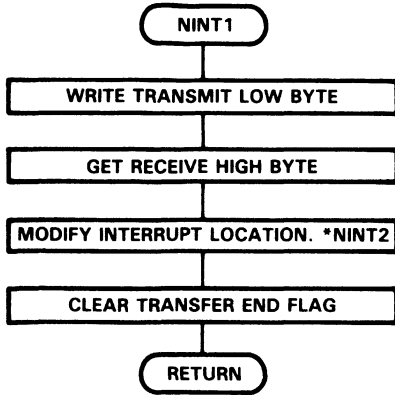 NINT1
WRITE TRANSMIT LOW BYTE
GET RECEIVE HIGH BYTE
MODIFY INTERRUPT LOCATION. *NINT2
CLEAR TRANSFER END FLAG
RETURN